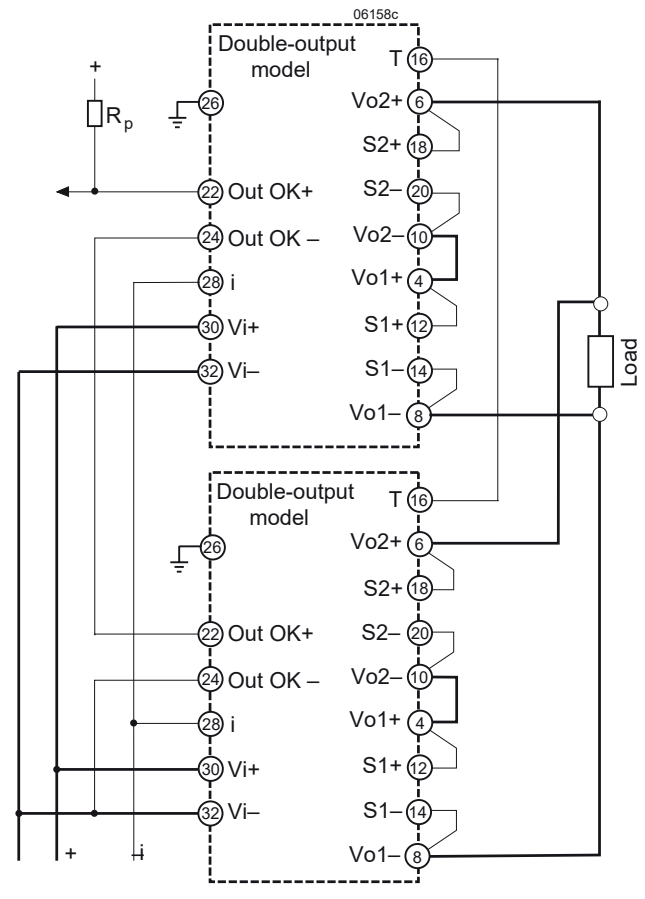 06158c
Double-output
model
T 16
+
26
Vo2+ 6
Rp
S2+ 18
22 Out OK+
S2– 20
24 Out OK –
Vo2– 10
28 i
Vo1+ 4
30 Vi+
S1+ 12
32 Vi–
S1– 14
Load
Vo1– 8
Double-output
model
T 16
26
Vo2+ 6
S2+ 18
22 Out OK+
S2– 20
24 Out OK –
Vo2– 10
28 i
Vo1+ 4
30 Vi+
S1+ 12
32 Vi–
S1– 14
+
i
Vo1– 8